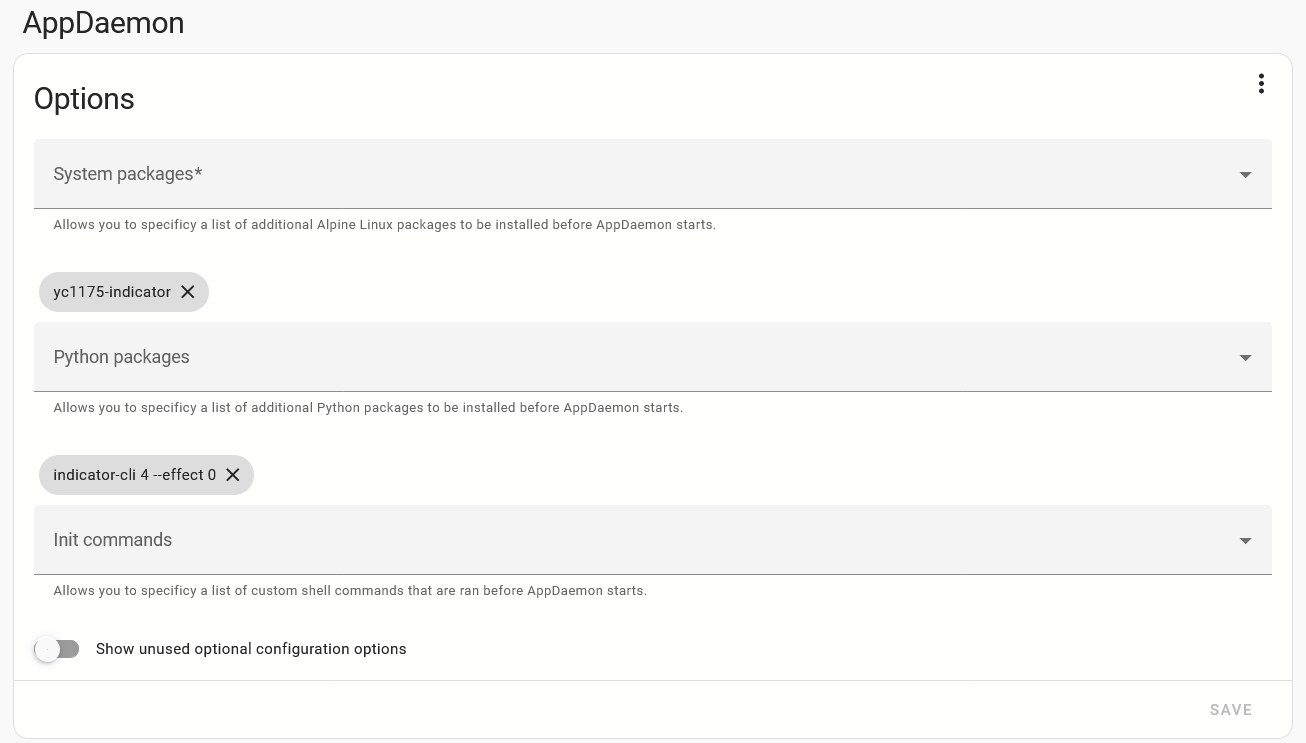 AppDaemon
Options
System packages*
Allows you to specificy a list of additional Alpine Linux packages to be installed before AppDaemon starts.
yc1175-indicator
Python packages
Allows you to specificy a list of additional Python packages to be installed before AppDaemon starts.
indicator-cli 4 --effect 0
Init commands
Allows you to specificy a list of custom shell commands that are ran before AppDaemon starts.
Show unused optional configuration options
SAVE